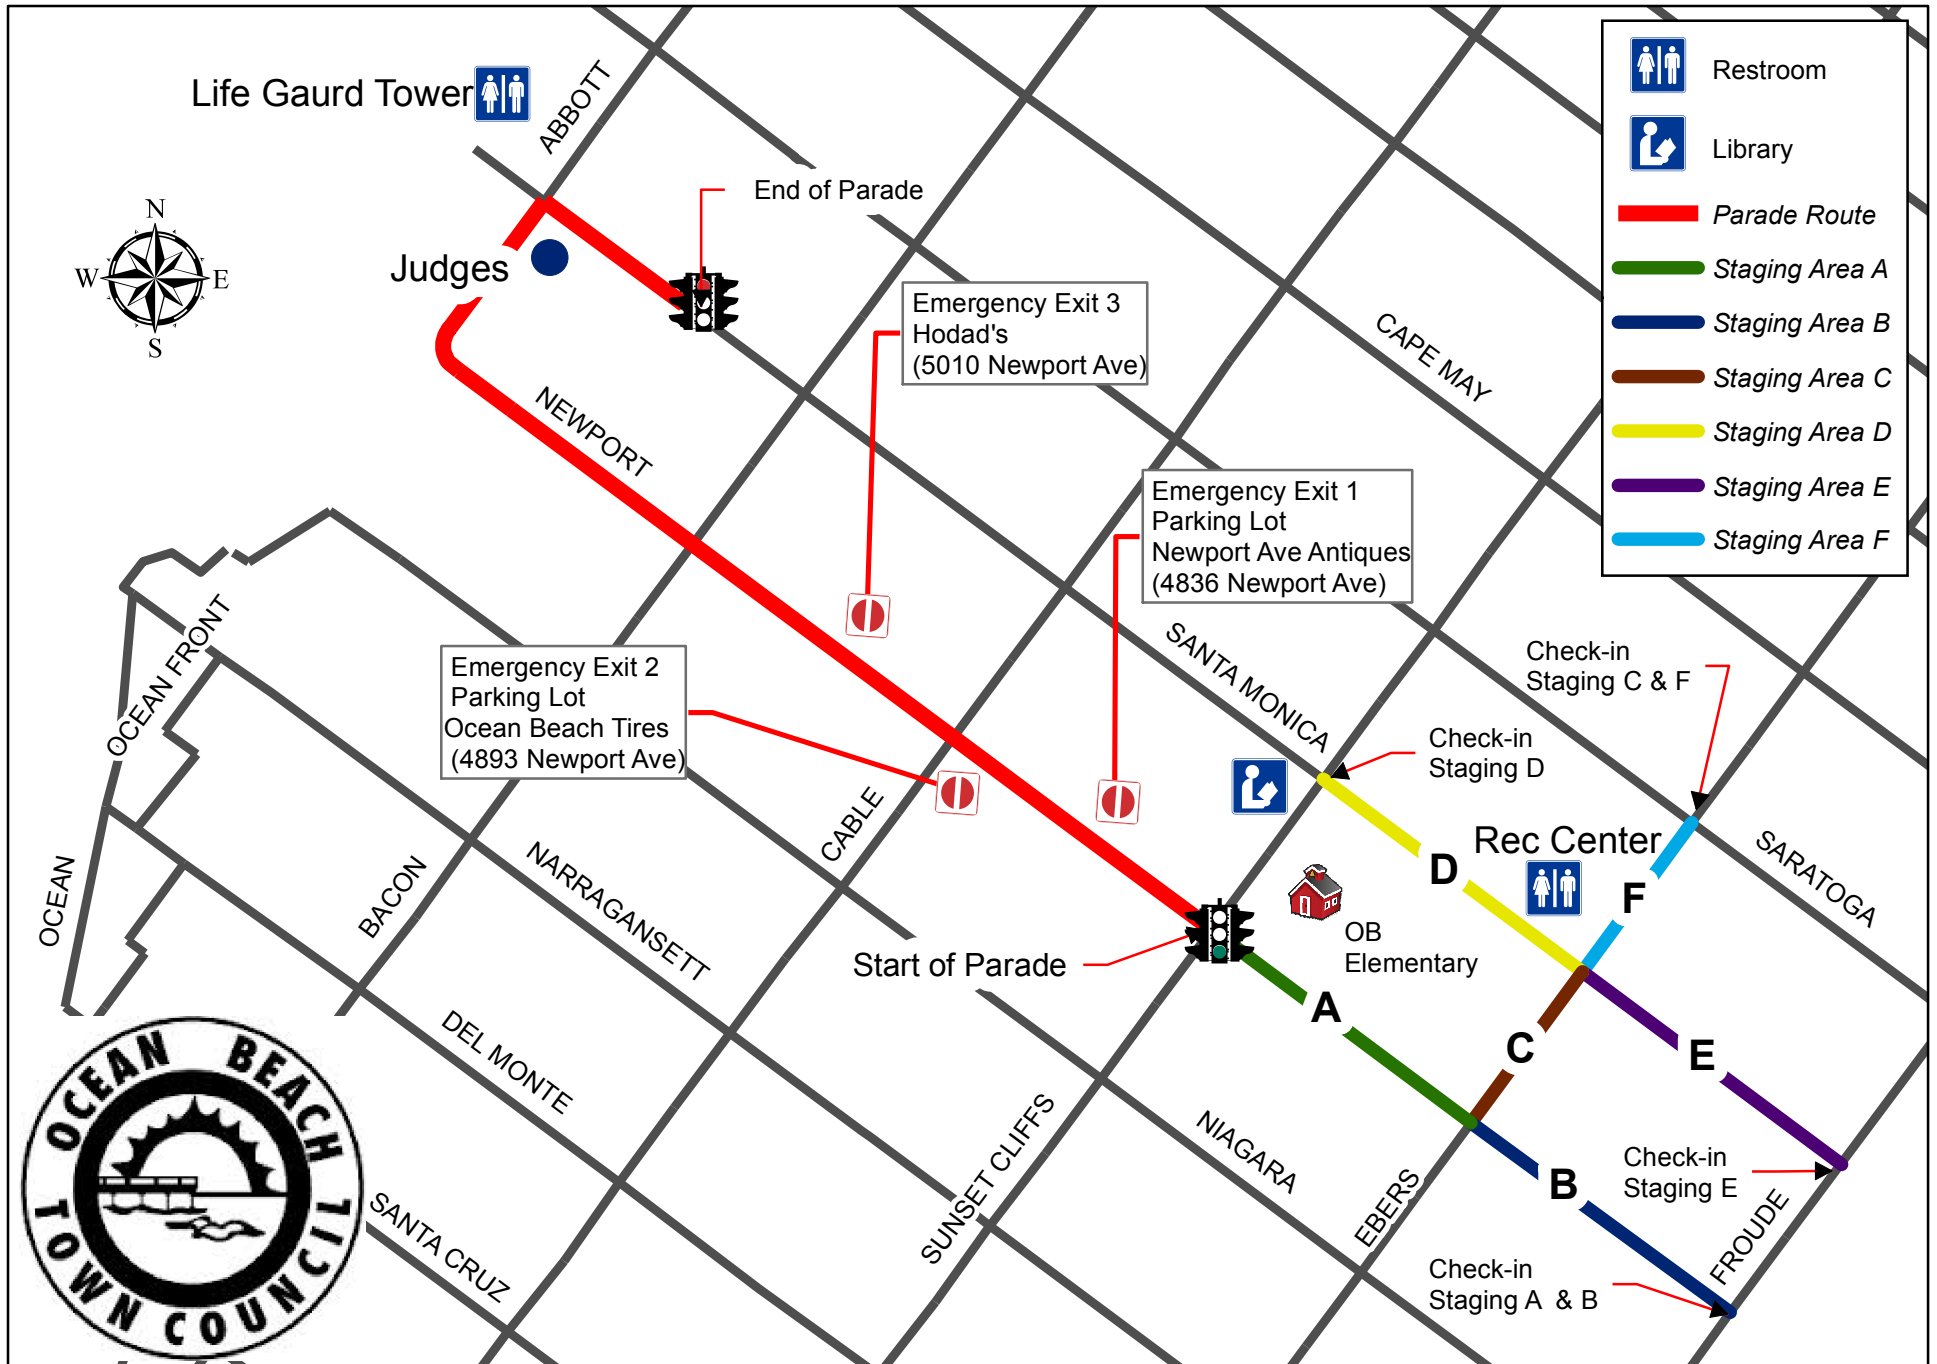 Life Gaurd Tower
ABBOTT
End of Parade
N
W
E
S
Judges
Emergency Exit 3
Hodad's
(5010 Newport Ave)
NEWPORT
CAPE MAY
Restroom
Library
Parade Route
Staging Area A
Staging Area B
Staging Area C
Staging Area D
Staging Area E
Staging Area F
Emergency Exit 1
Parking Lot
Newport Ave Antiques
(4836 Newport Ave)
OCEAN FRONT
Emergency Exit 2
Parking Lot
Ocean Beach Tires
(4893 Newport Ave)
SANTA MONICA
Check-in
Staging C & F
Check-in
Staging D
CABLE
Rec Center
D
F
SARATOGA
OCEAN
BACON
NARRAGANSETT
OB
Elementary
Start of Parade
A
C
E
DEL MONTE
SUNSET CLIFFS
NIAGARA
EBERS
B
Check-in
Staging E
FROUDE
Check-in
Staging A & B
SANTA CRUZ
OCEAN BEACH
TOWN COUNCIL